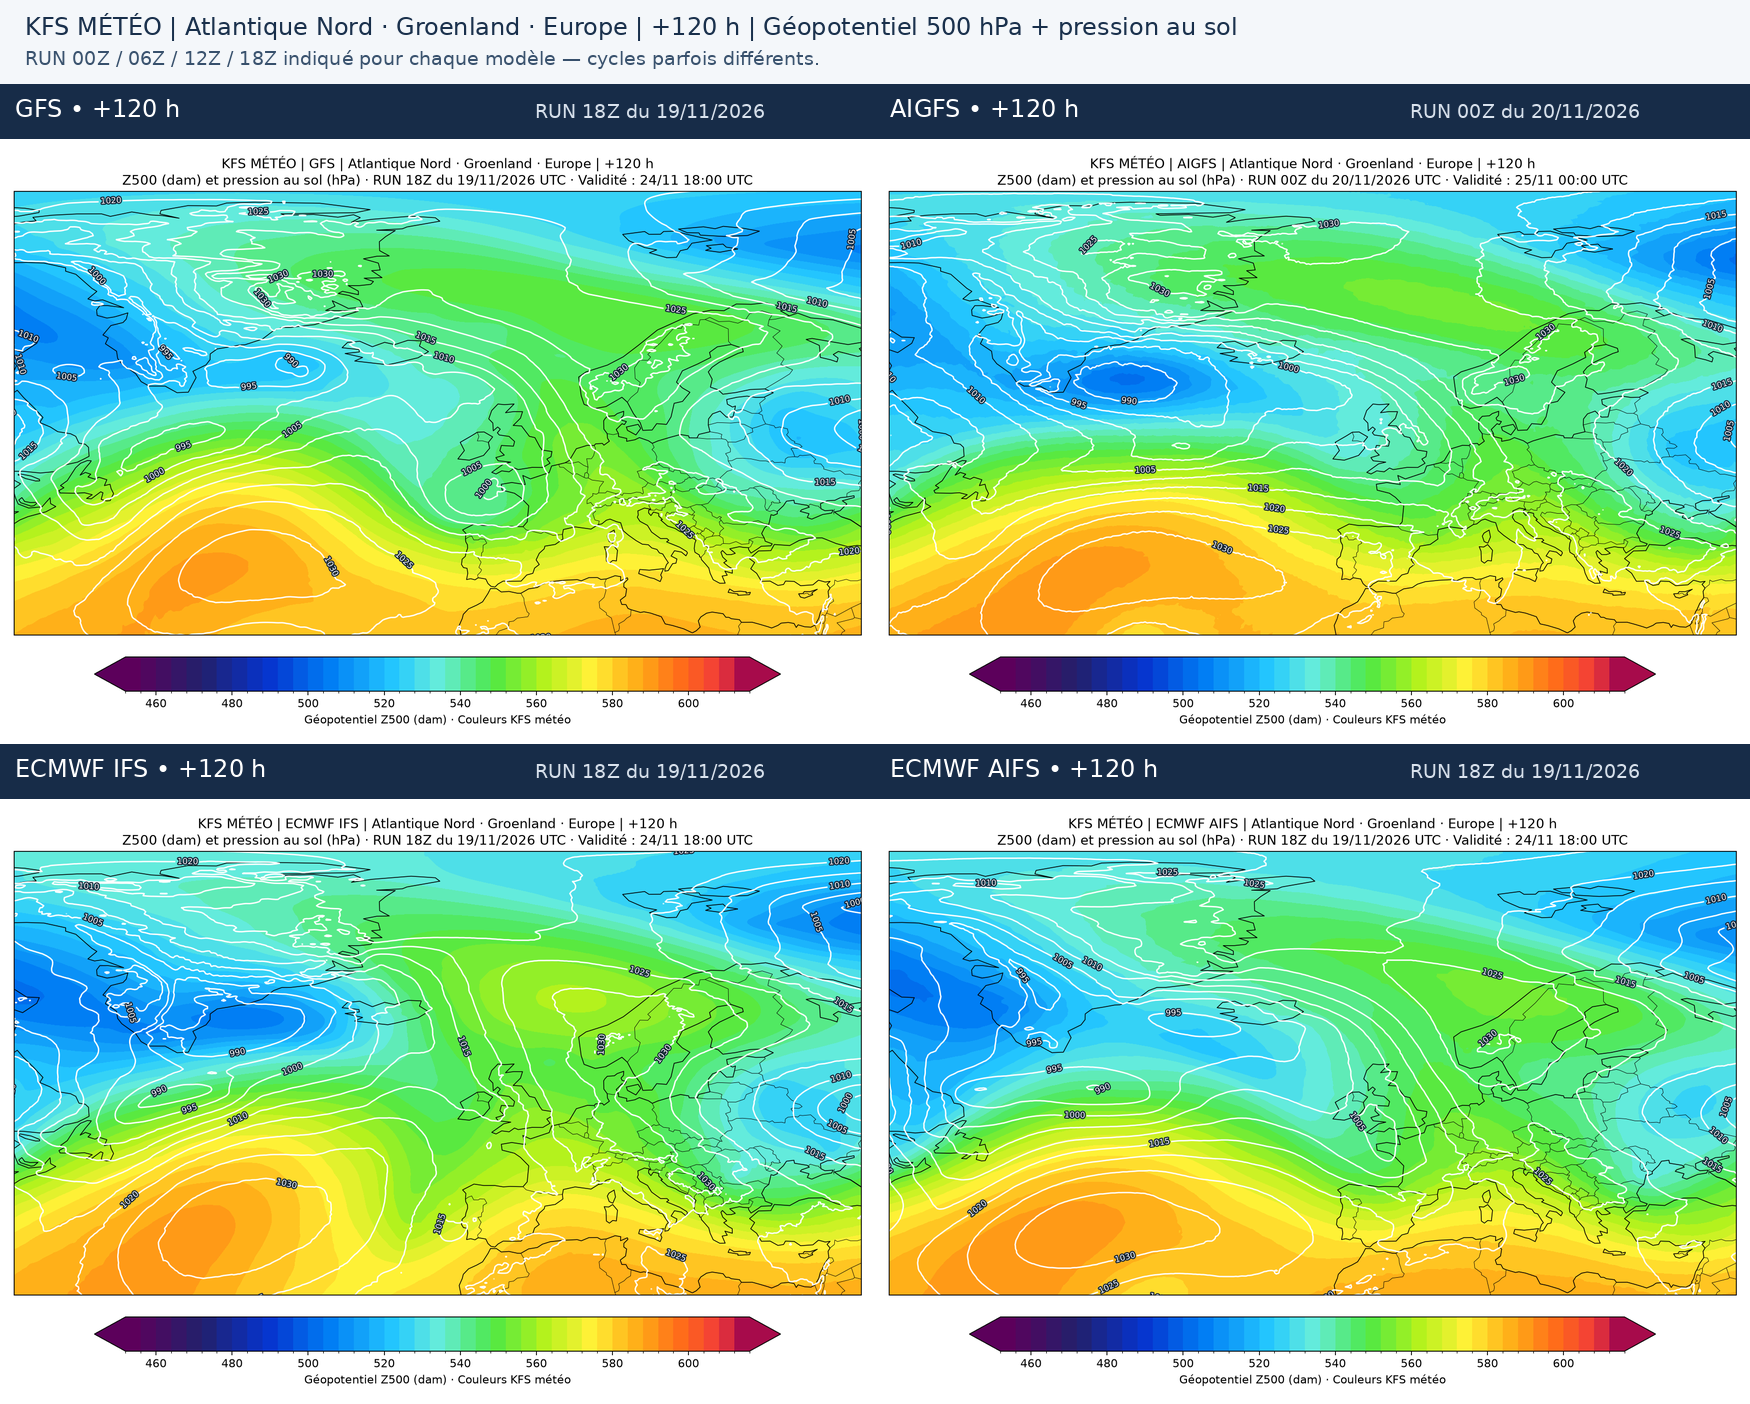 KFS MÉTÉO | Atlantique Nord · Groenland · Europe | +120 h | Géopotentiel 500 hPa + pression au sol
RUN 00Z / 06Z / 12Z / 18Z indiqué pour chaque modèle — cycles parfois différents.
GFS • +120 h RUN 18Z du 19/11/2026
KFS MÉTÉO | GFS | Atlantique Nord · Groenland · Europe | +120 h
Z500 (dam) et pression au sol (hPa) · RUN 18Z du 19/11/2026 UTC · Validité : 24/11 18:00 UTC
460 480 500 520 540 560 580 600
Géopotentiel Z500 (dam) · Couleurs KFS météo
AIGFS • +120 h RUN 00Z du 20/11/2026
KFS MÉTÉO | AIGFS | Atlantique Nord · Groenland · Europe | +120 h
Z500 (dam) et pression au sol (hPa) · RUN 00Z du 20/11/2026 UTC · Validité : 25/11 00:00 UTC
460 480 500 520 540 560 580 600
Géopotentiel Z500 (dam) · Couleurs KFS météo
ECMWF IFS • +120 h RUN 18Z du 19/11/2026
KFS MÉTÉO | ECMWF IFS | Atlantique Nord · Groenland · Europe | +120 h
Z500 (dam) et pression au sol (hPa) · RUN 18Z du 19/11/2026 UTC · Validité : 24/11 18:00 UTC
460 480 500 520 540 560 580 600
Géopotentiel Z500 (dam) · Couleurs KFS météo
ECMWF AIFS • +120 h RUN 18Z du 19/11/2026
KFS MÉTÉO | ECMWF AIFS | Atlantique Nord · Groenland · Europe | +120 h
Z500 (dam) et pression au sol (hPa) · RUN 18Z du 19/11/2026 UTC · Validité : 24/11 18:00 UTC
460 480 500 520 540 560 580 600
Géopotentiel Z500 (dam) · Couleurs KFS météo